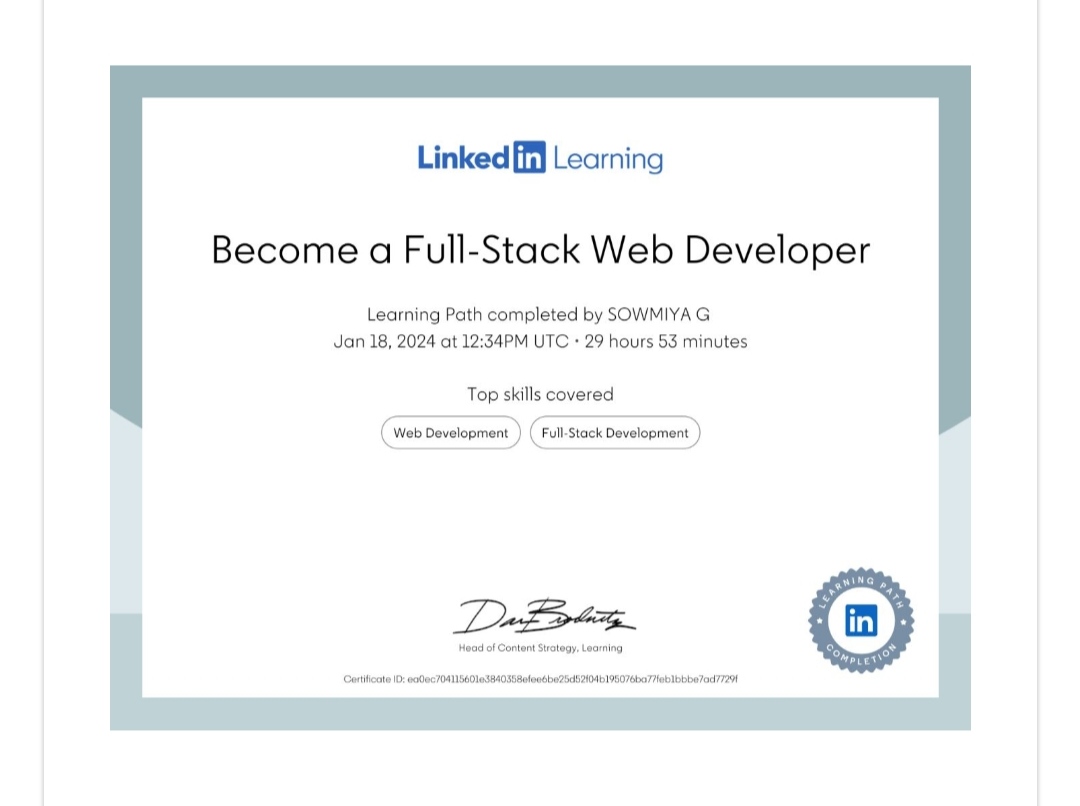 Linked in Learning
Become a Full-Stack Web Developer
Learning Path completed by SOWMIYA G
Jan 18, 2024 at 12:34PM UTC • 29 hours 53 minutes
Top skills covered
Web Development Full-Stack Development
Head of Content Strategy, Learning
LEARNING PATH
in
COMPLETION
Certificate ID: ea0ec704115601e3840358efee6be25d52f04b195076ba77feb1bbbe7ad7729f